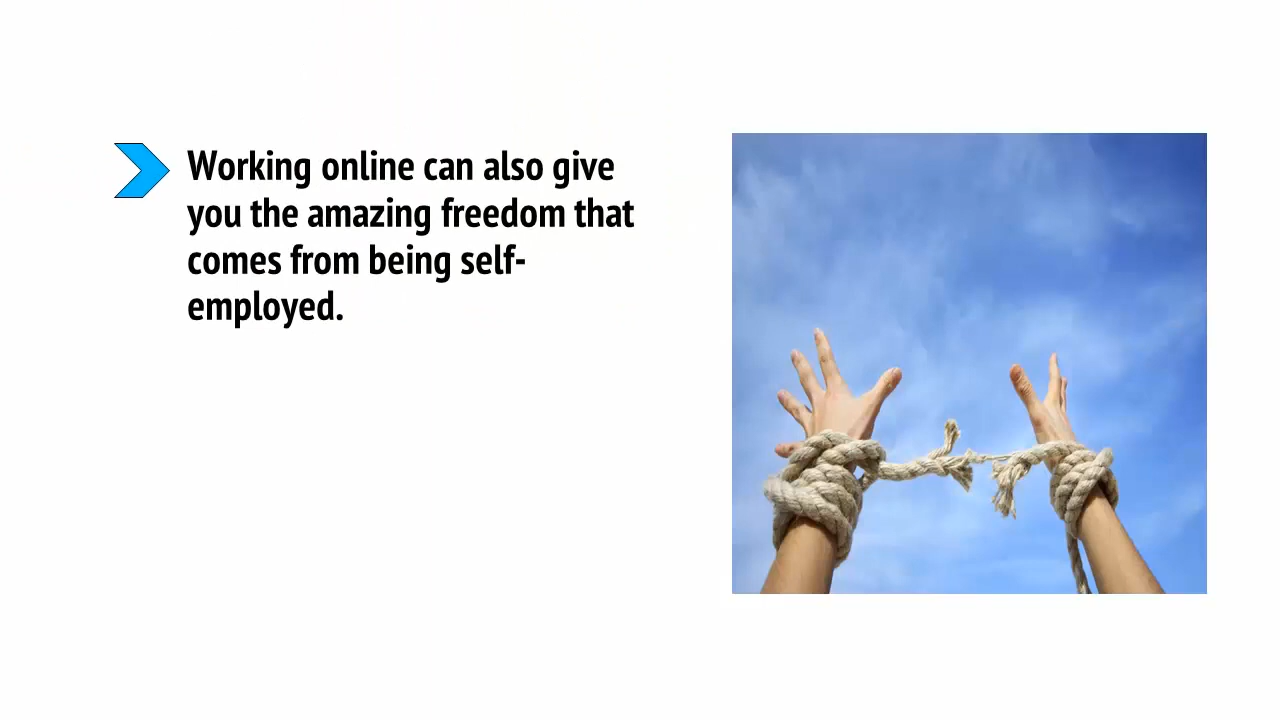 Working online can also give
you the amazing freedom that
comes from being self-
employed.